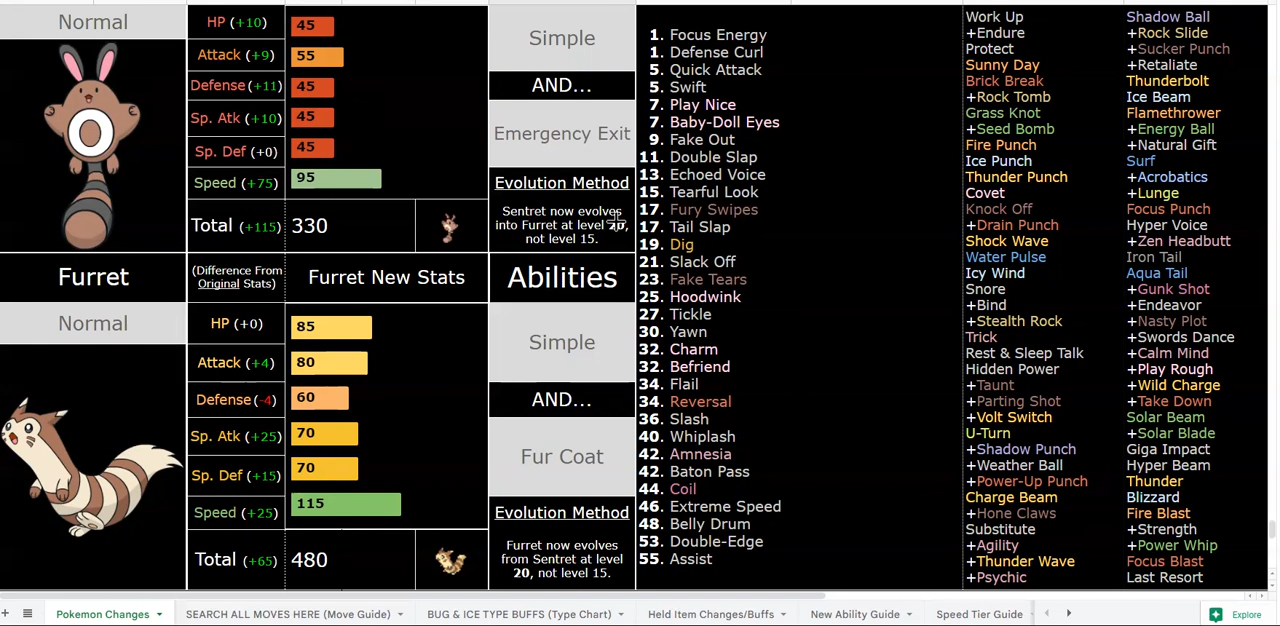 Normal
HP (+10)
45
Attack (+9)
55
Defense (+11)
45
Sp. Atk (+10)
45
Sp. Def (+0)
45
Speed (+75)
95
Total (+115)
330
Simple
AND...
Emergency Exit
Evolution Method
Sentret now evolves
into Furret at level
not level 15.
Furret
(Difference From
Original Stats)
Furret New Stats
Abilities
Normal
HP (+0)
85
Attack (+4)
80
Defense (-4)
60
Sp. Atk (+25)
70
Sp. Def (+15)
70
Speed (+25)
115
Total (+65)
480
Simple
AND...
Fur Coat
Evolution Method
Furret now evolves
from Sentret at level
20, not level 15.
1. Focus Energy
1. Defense Curl
5. Quick Attack
5. Swift
7. Play Nice
7. Baby-Doll Eyes
9. Fake Out
11. Double Slap
13. Echoed Voice
15. Tearful Look
17. Fury Swipes
17. Tail Slap
19. Dig
21. Slack Off
23. Fake Tears
25. Hoodwink
27. Tickle
30. Yawn
32. Charm
32. Befriend
34. Flail
34. Reversal
36. Slash
40. Whiplash
42. Amnesia
42. Baton Pass
44. Coil
46. Extreme Speed
48. Belly Drum
53. Double-Edge
55. Assist
Work Up
+Endure
Protect
Sunny Day
Brick Break
+Rock Tomb
Grass Knot
+Seed Bomb
Fire Punch
Ice Punch
Thunder Punch
Covet
Knock Off
+Drain Punch
Shock Wave
Water Pulse
Icy Wind
Snore
+Bind
+Stealth Rock
Trick
Rest & Sleep Talk
Hidden Power
+Taunt
+Parting Shot
+Volt Switch
U-Turn
+Shadow Punch
+Weather Ball
+Power-Up Punch
Charge Beam
+Hone Claws
Substitute
+Agility
+Thunder Wave
+Psychic
Shadow Ball
+Rock Slide
+Sucker Punch
+Retaliate
Thunderbolt
Ice Beam
Flamethrower
+Energy Ball
+Natural Gift
Surf
+Acrobatics
+Lunge
Focus Punch
Hyper Voice
+Zen Headbutt
Iron Tail
Aqua Tail
+Gunk Shot
+Endeavor
+Nasty Plot
+Swords Dance
+Calm Mind
+Play Rough
+Wild Charge
+Take Down
Solar Beam
+Solar Blade
Giga Impact
Hyper Beam
Thunder
Blizzard
Fire Blast
+Strength
+Power Whip
Focus Blast
Last Resort
Pokemon Changes
SEARCH ALL MOVES HERE (Move Guide)
BUG & ICE TYPE BUFFS (Type Chart)
Held Item Changes/Buffs
New Ability Guide
Speed Tier Guide
Explore